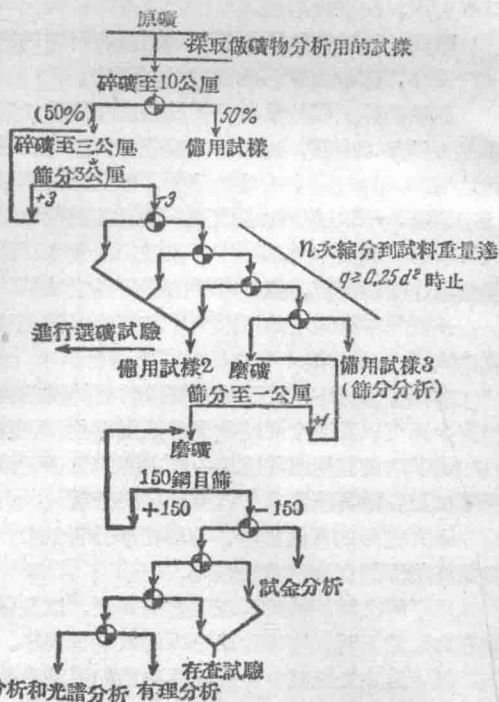 原礦
採取做礦物分析用的試樣
碎礦至10公厘
(50%)
50%
碎礦至三公厘
備用試樣
篩分3公厘
+3
-3
n次縮分到試料重量達
q≥0,25d² 時止
進行選礦試驗
備用試樣2
磨礦
備用試樣3
(篩分分析)
篩分至一公厘
+1
磨礦
150網目篩
+150
-150
試金分析
存查試驗
分析和光譜分析
有理分析